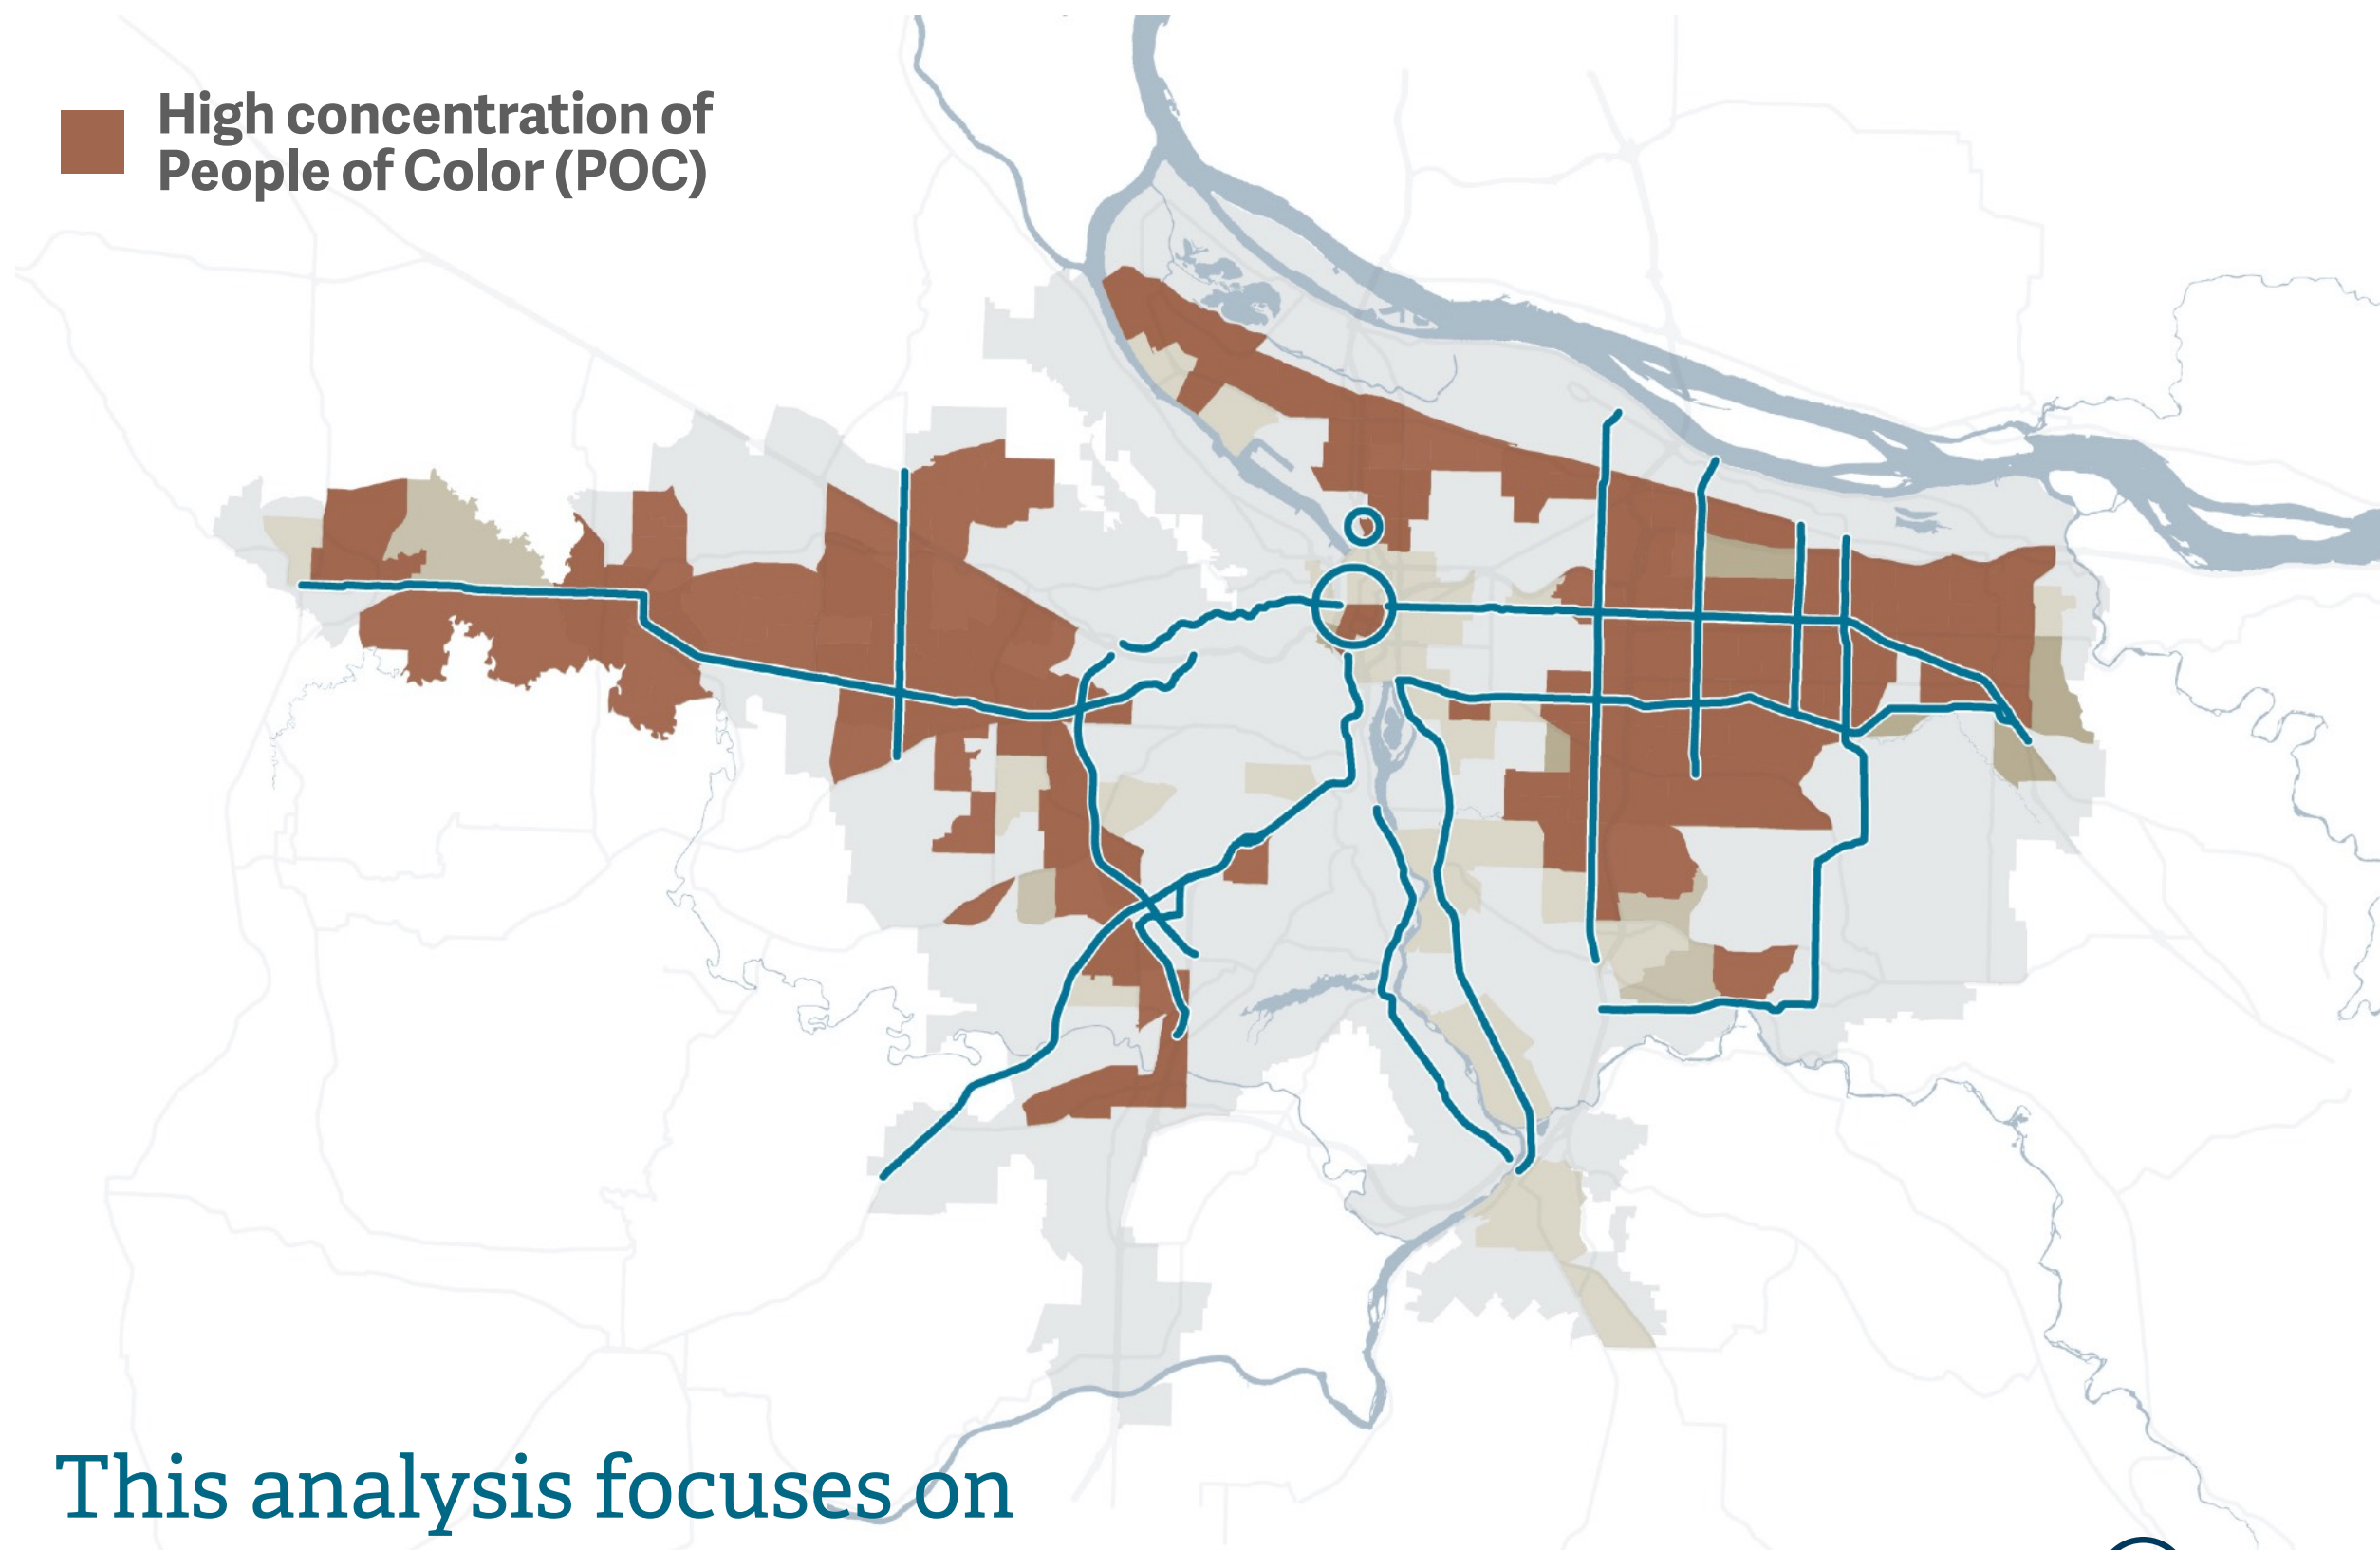 High concentration of
People of Color (POC)
This analysis focuses on